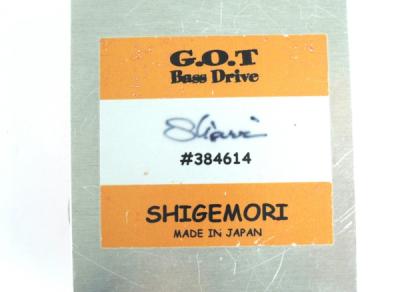 G.O.T
Bass Drive
#384614
SHIGEMORI
MADE IN JAPAN